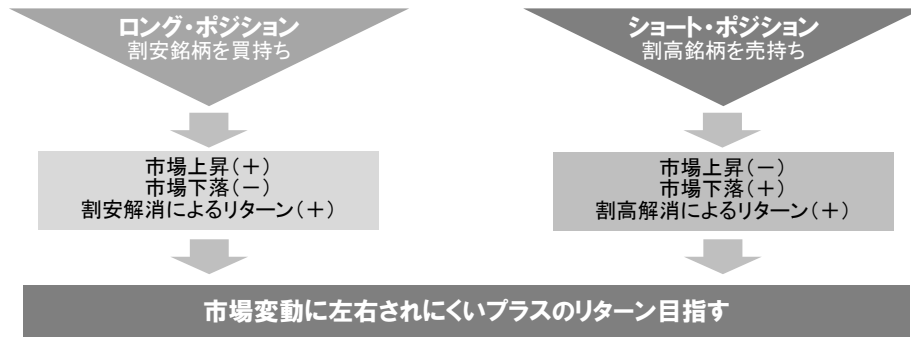 ロング・ポジション
割安銘柄を買持ち
市場上昇(＋)
市場下落(－)
割安解消によるリターン(＋)
ショート・ポジション
割高銘柄を売持ち
市場上昇(－)
市場下落(＋)
割高解消によるリターン(＋)
市場変動に左右されにくいプラスのリターン目指す